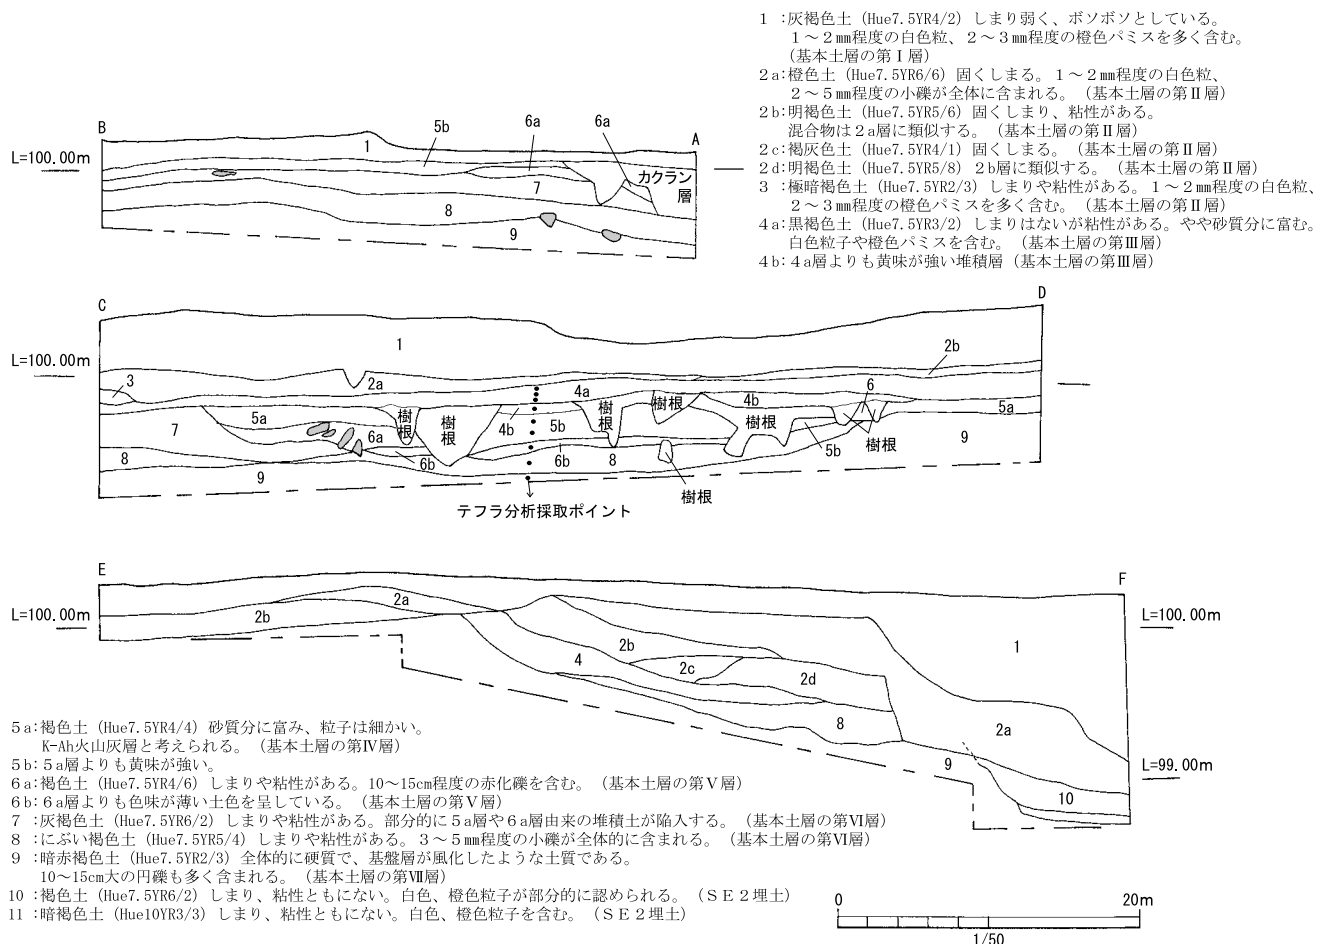 1 :灰褐色土(Hue7.5YR4/2)しまり弱く、ボソボソとしている。
1~2㎜程度の白色粒、2~3㎜程度の橙色パミスを多く含む。
(基本土層の第Ⅰ層)
2a:橙色土(Hue7.5YR6/6)固くしまる。1~2㎜程度の白色粒、
2~5㎜程度の小礫が全体に含まれる。(基本土層の第Ⅱ層)
2b:明褐色土(Hue7.5YR5/6)固くしまり、粘性がある。
混合物は2a層に類似する。(基本土層の第Ⅱ層)
2c:褐灰色土(Hue7.5YR4/1)固くしまる。(基本土層の第Ⅱ層)
2d:明褐色土(Hue7.5YR5/8)2b層に類似する。(基本土層の第Ⅱ層)
3 :極暗褐色土(Hue7.5YR2/3)しまりや粘性がある。1~2㎜程度の白色粒、
2~3㎜程度の橙色パミスを多く含む。(基本土層の第Ⅱ層)
4a:黒褐色土(Hue7.5YR3/2)しまりはないが粘性がある。やや砂質分に富む。
白色粒子や橙色パミスを含む。(基本土層の第Ⅲ層)
4b:4a層よりも黄味が強い堆積層(基本土層の第Ⅲ層)
B
A
L=100.00m
1
5b
6a
6a
カクラン
層
7
8
9
C
D
L=100.00m
1
2b
3
2a
4a
6
4b
5a
樹根
樹根
樹根
樹根
樹根
5a
4b
5b
7
6a
6b
6b
8
5b
樹根
9
8
9
樹根
テフラ分析採取ポイント
E
F
L=100.00m
L=100.00m
2a
2b
1
2b
4
2c
2d
8
2a
9
L=99.00m
10
5a:褐色土(Hue7.5YR4/4)砂質分に富み、粒子は細かい。
K-Ah火山灰層と考えられる。(基本土層の第Ⅳ層)
5b:5a層よりも黄味が強い。
6a:褐色土(Hue7.5YR4/6)しまりや粘性がある。10~15cm程度の赤化礫を含む。(基本土層の第Ⅴ層)
6b:6a層よりも色味が薄い土色を呈している。(基本土層の第Ⅴ層)
7 :灰褐色土(Hue7.5YR6/2)しまりや粘性がある。部分的に5a層や6a層由来の堆積土が陥入する。(基本土層の第Ⅵ層)
8 :にぶい褐色土(Hue7.5YR5/4)しまりや粘性がある。3~5㎜程度の小礫が全体的に含まれる。(基本土層の第Ⅵ層)
9 :暗赤褐色土(Hue7.5YR2/3)全体的に硬質で、基盤層が風化したような土質である。
10~15cm大の円礫も多く含まれる。(基本土層の第Ⅶ層)
10 :褐色土(Hue7.5YR6/2)しまり、粘性ともにない。白色、橙色粒子が部分的に認められる。(SE2埋土)
11 :暗褐色土(Hue10YR3/3)しまり、粘性ともにない。白色、橙色粒子を含む。(SE2埋土)
0
20m
1/50